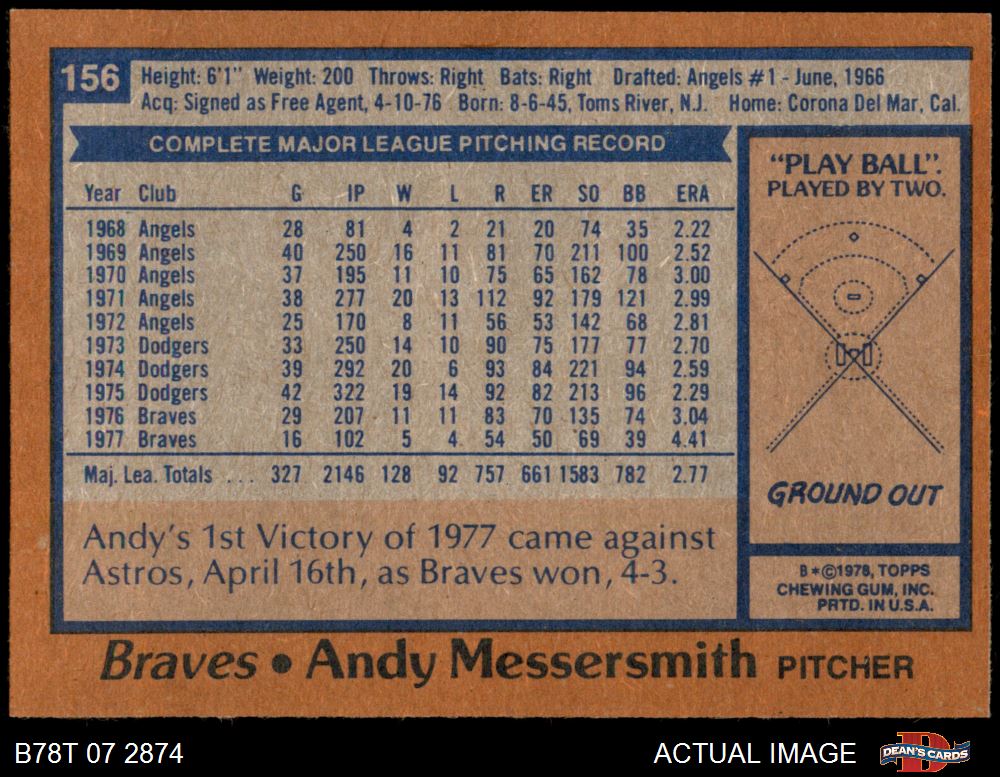 156
Height: 6'1" Weight: 200 Throws: Right Bats: Right Drafted: Angels #1 - June, 1966
Acq: Signed as Free Agent, 4-10-76 Born: 8-6-45, Toms River, N.J. Home: Corona Del Mar, Cal.
COMPLETE MAJOR LEAGUE PITCHING RECORD
Year Club G IP W L R ER SO BB ERA
1968 Angels 28 81 4 2 21 20 74 35 2.22
1969 Angels 40 250 16 11 81 70 211 100 2.52
1970 Angels 37 195 11 10 75 65 162 78 3.00
1971 Angels 38 277 20 13 112 92 179 121 2.99
1972 Angels 25 170 8 11 56 53 142 68 2.81
1973 Dodgers 33 250 14 10 90 75 177 77 2.70
1974 Dodgers 39 292 20 6 93 84 221 94 2.59
1975 Dodgers 42 322 19 14 92 82 213 96 2.29
1976 Braves 29 207 11 11 83 70 135 74 3.04
1977 Braves 16 102 5 4 54 50 69 39 4.41
Maj. Lea. Totals ... 327 2146 128 92 757 661 1583 782 2.77
Andy's 1st Victory of 1977 came against
Astros, April 16th, as Braves won, 4-3.
"PLAY BALL".
PLAYED BY TWO.
GROUND OUT
B*©1978, TOPPS
CHEWING GUM, INC.
PRTD. IN U.S.A.
Braves • Andy Messersmith PITCHER
B78T 07 2874
ACTUAL IMAGE
DEAN'S CARDS